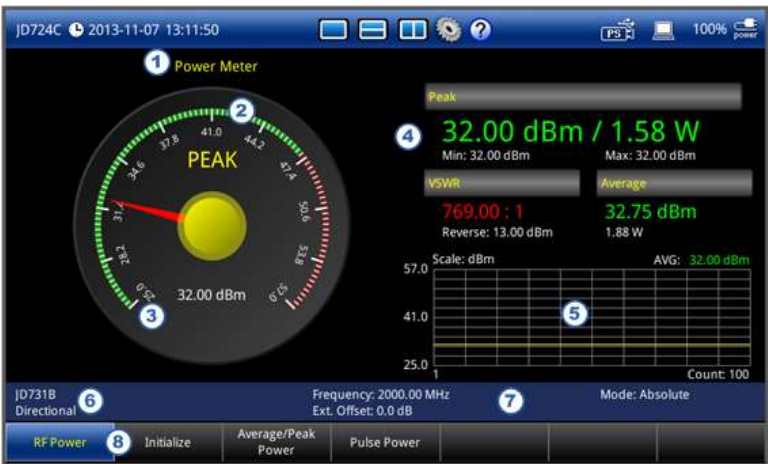 JD724C 2013-11-07 13:11:50 ? PS 100% power
1 Power Meter
2
25.0 28.2 31.4 34.6 37.8 41.0 44.2 47.4 50.6 53.8 57.0
PEAK
32.00 dBm
3
Peak
4 32.00 dBm / 1.58 W
Min: 32.00 dBm Max: 32.00 dBm
VSWR Average
769.00 : 1 32.75 dBm
Reverse: 13.00 dBm 1.88 W
Scale: dBm AVG: 32.00 dBm
57.0
41.0 5
25.0
1 Count: 100
JD731B Frequency: 2000.00 MHz Mode: Absolute
Directional 6 Ext. Offset: 0.0 dB 7
RF Power 8 Initialize Average/Peak Power Pulse Power